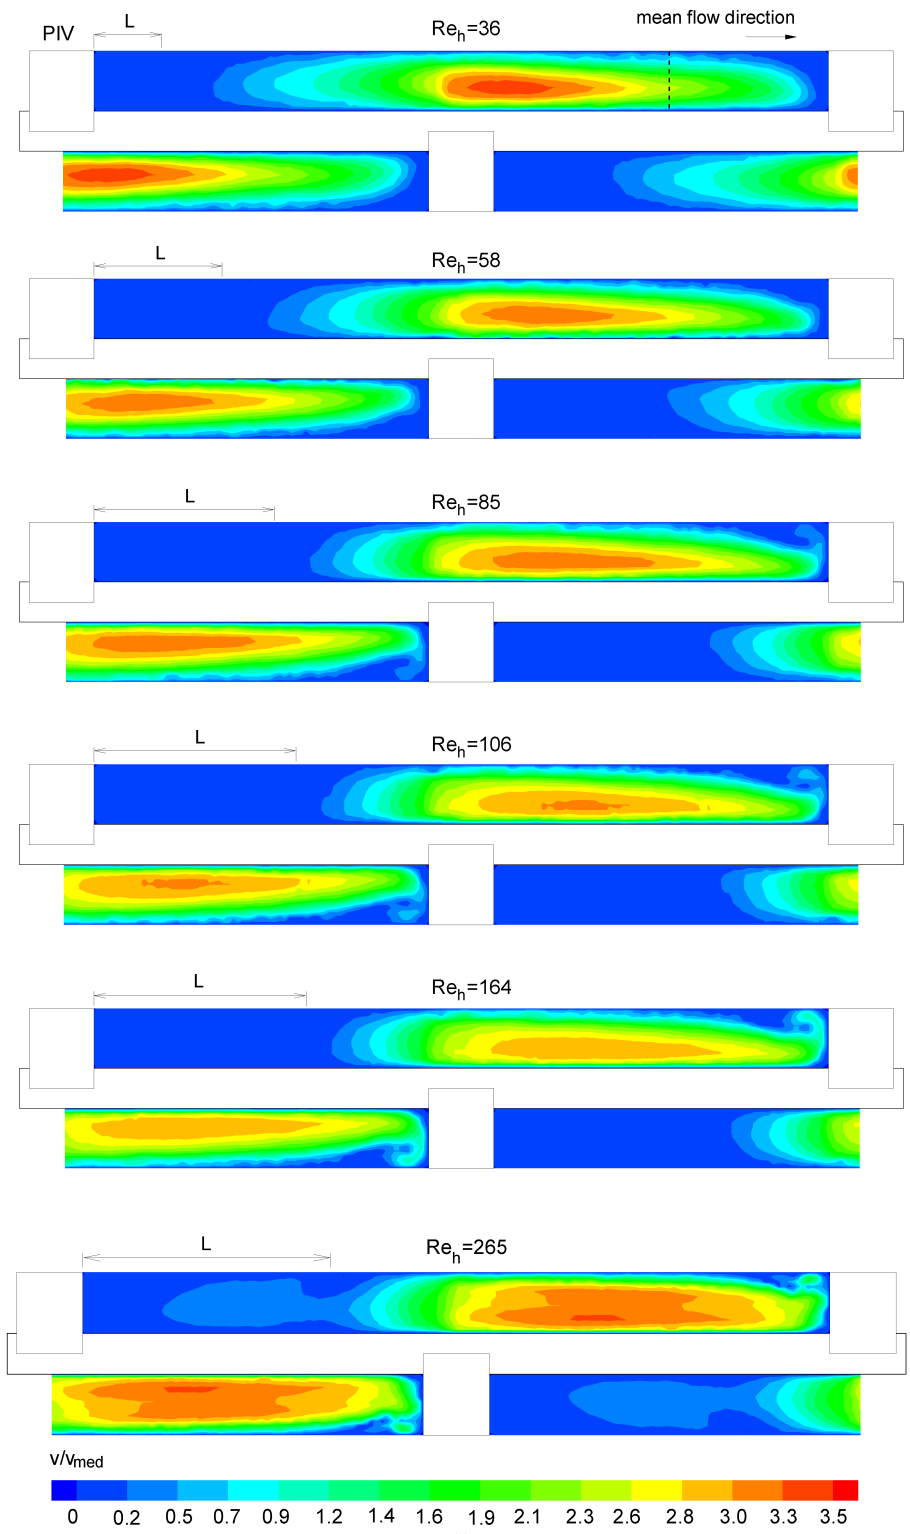 PIV L Re_h=36 mean flow direction
L Re_h=58
L Re_h=85
L Re_h=106
L Re_h=164
L Re_h=265
v/v_med
0 0.2 0.5 0.7 0.9 1.2 1.4 1.6 1.9 2.1 2.3 2.6 2.8 3.0 3.3 3.5